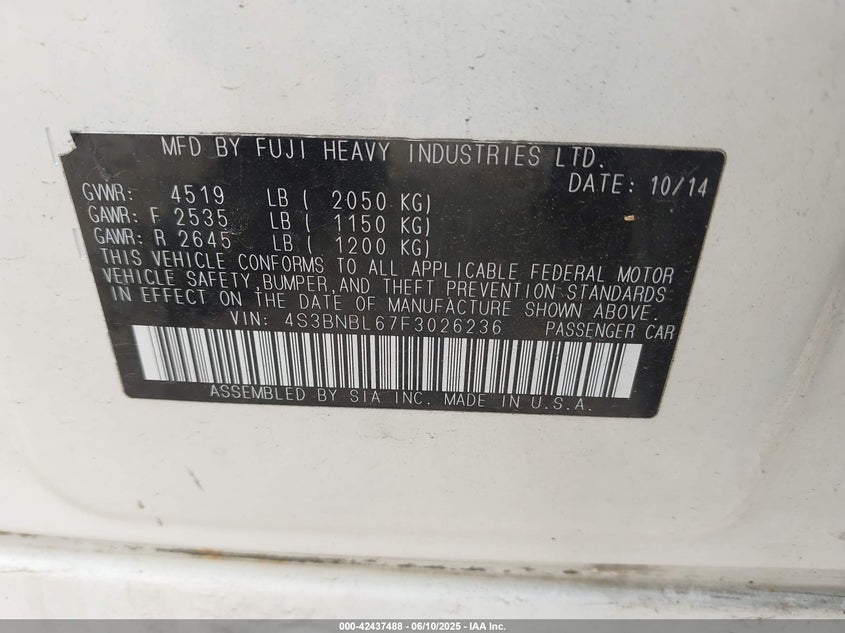 MFD BY FUJI HEAVY INDUSTRIES LTD.
DATE: 10/14
GVWR: 4519 LB ( 2050 KG)
GAWR: F 2535 LB ( 1150 KG)
GAWR: R 2645 LB ( 1200 KG)
THIS VEHICLE CONFORMS TO ALL APPLICABLE FEDERAL MOTOR
VEHICLE SAFETY,BUMPER,AND THEFT PREVENTION STANDARDS
IN EFFECT ON THE DATE OF MANUFACTURE SHOWN ABOVE.
VIN: 4S3BNBL67F3026236 PASSENGER CAR
ASSEMBLED BY SIA INC. MADE IN U.S.A.
000-42437488 - 06/10/2025 - IAA Inc.